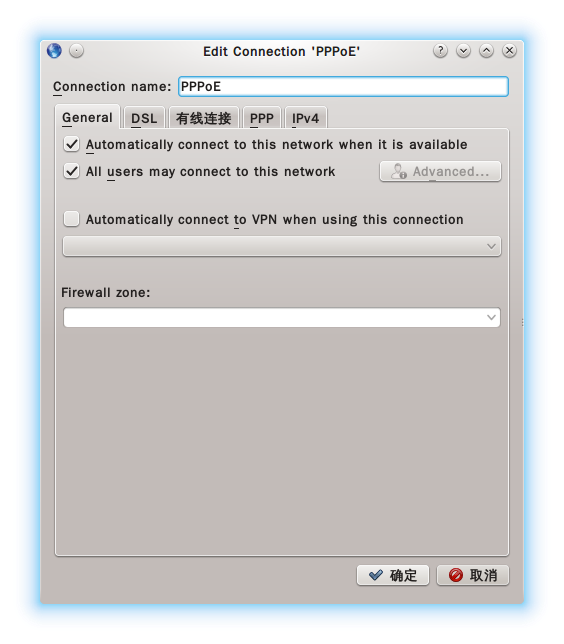 Edit Connection 'PPPoE'
Connection name: PPPoE
General DSL 有线连接 PPP IPv4
Automatically connect to this network when it is available
All users may connect to this network Advanced...
Automatically connect to VPN when using this connection
Firewall zone:
确定 取消